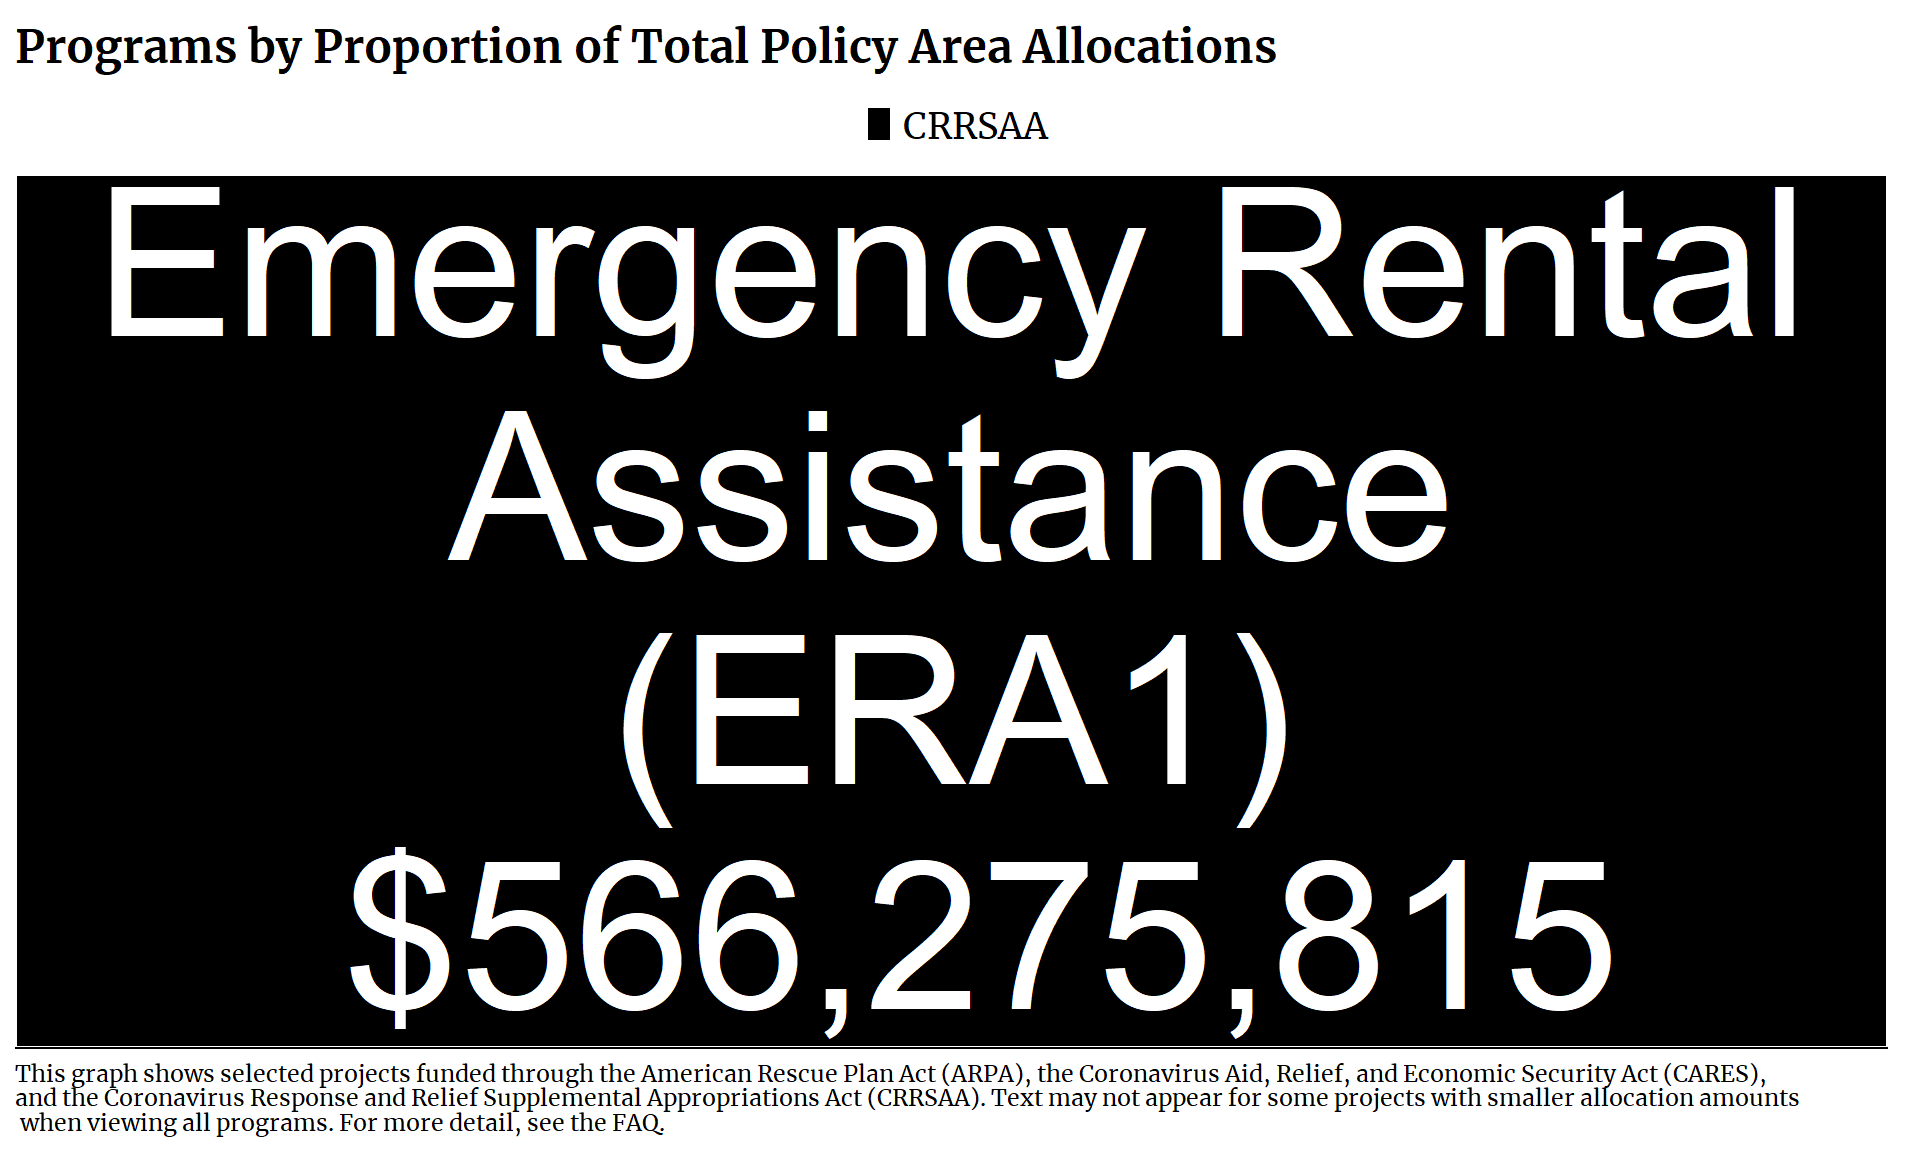 Programs by Proportion of Total Policy Area Allocations
CRRSAA
Emergency Rental
Assistance
(ERA1)
$566,275,815
This graph shows selected projects funded through the American Rescue Plan Act (ARPA), the Coronavirus Aid, Relief, and Economic Security Act (CARES),
and the Coronavirus Response and Relief Supplemental Appropriations Act (CRRSAA). Text may not appear for some projects with smaller allocation amounts
when viewing all programs. For more detail, see the FAQ.